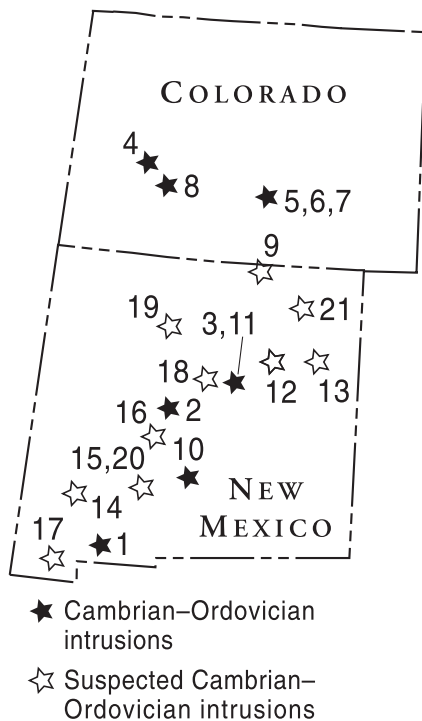 COLORADO
4
8
5,6,7
9
21
19
3,11
18
12
13
16
2
10
15,20
NEW
MEXICO
14
17
1
Cambrian–Ordovician
intrusions
Suspected Cambrian–
Ordovician intrusions